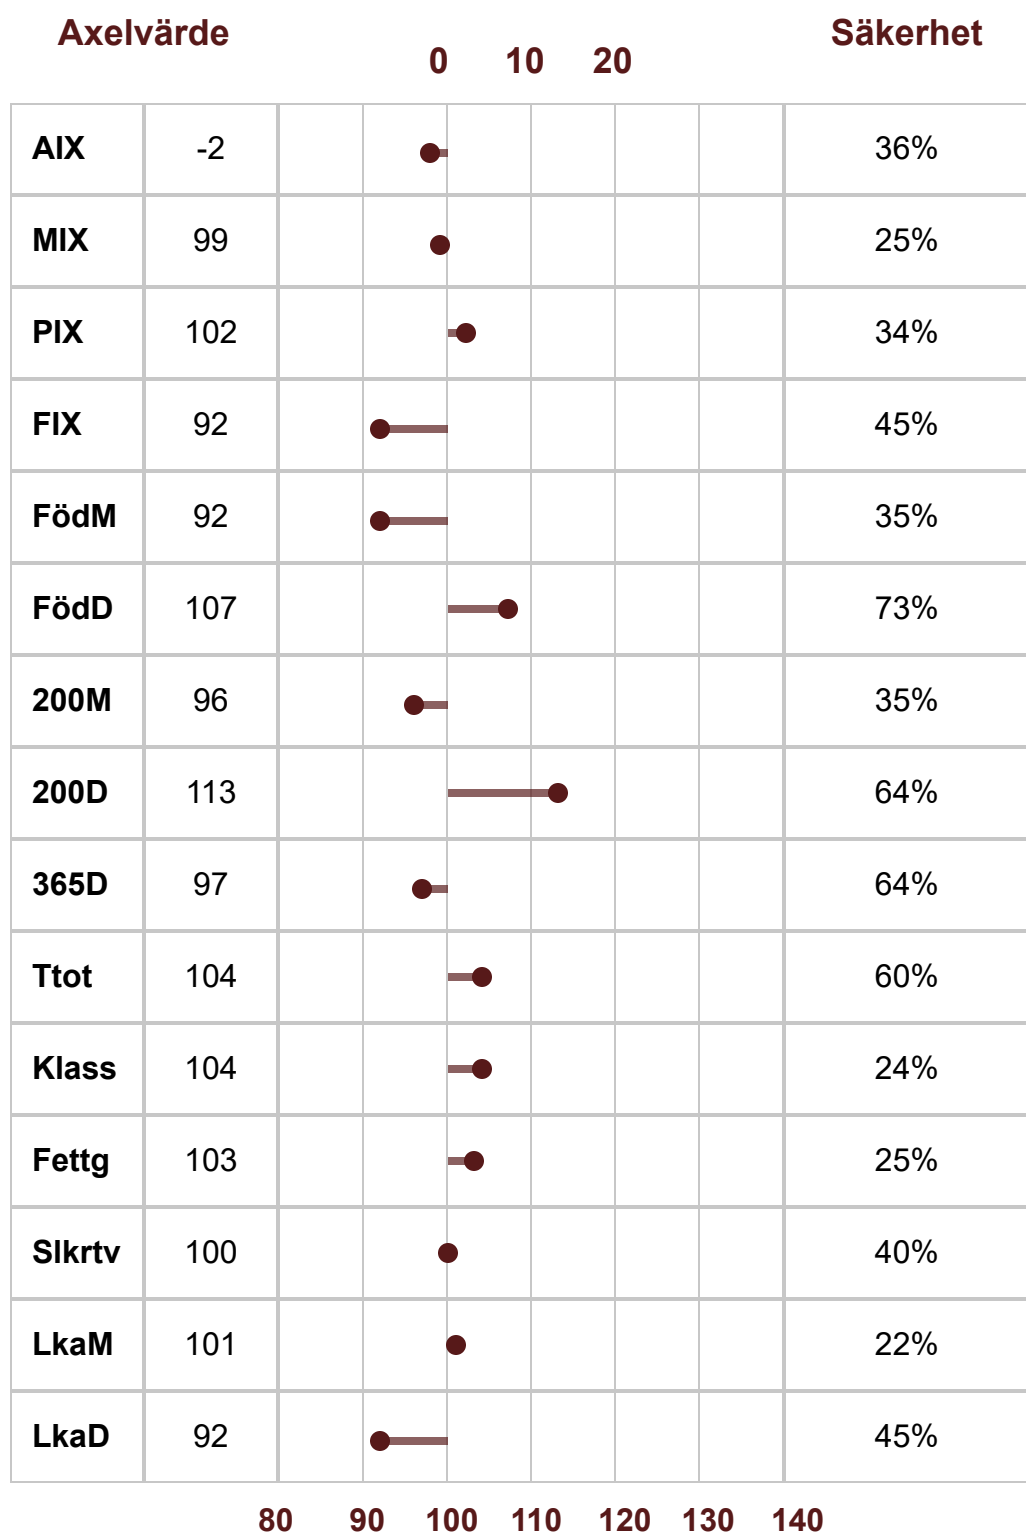 Axelvärde Säkerhet
0 10 20
AIX -2 36%
MIX 99 25%
PIX 102 34%
FIX 92 45%
FödM 92 35%
FödD 107 73%
200M 96 35%
200D 113 64%
365D 97 64%
Ttot 104 60%
Klass 104 24%
Fettg 103 25%
Slkrtv 100 40%
LkaM 101 22%
LkaD 92 45%
80 90 100 110 120 130 140